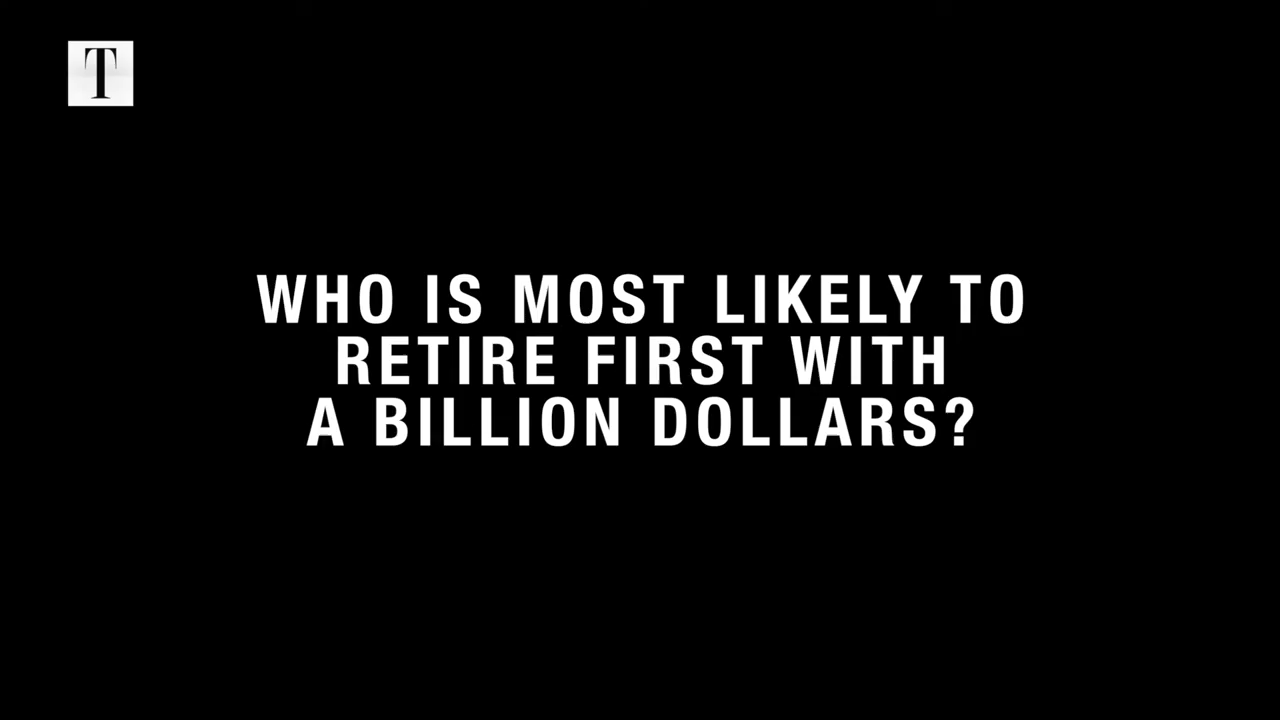 T
WHO IS MOST LIKELY TO
RETIRE FIRST WITH
A BILLION DOLLARS?